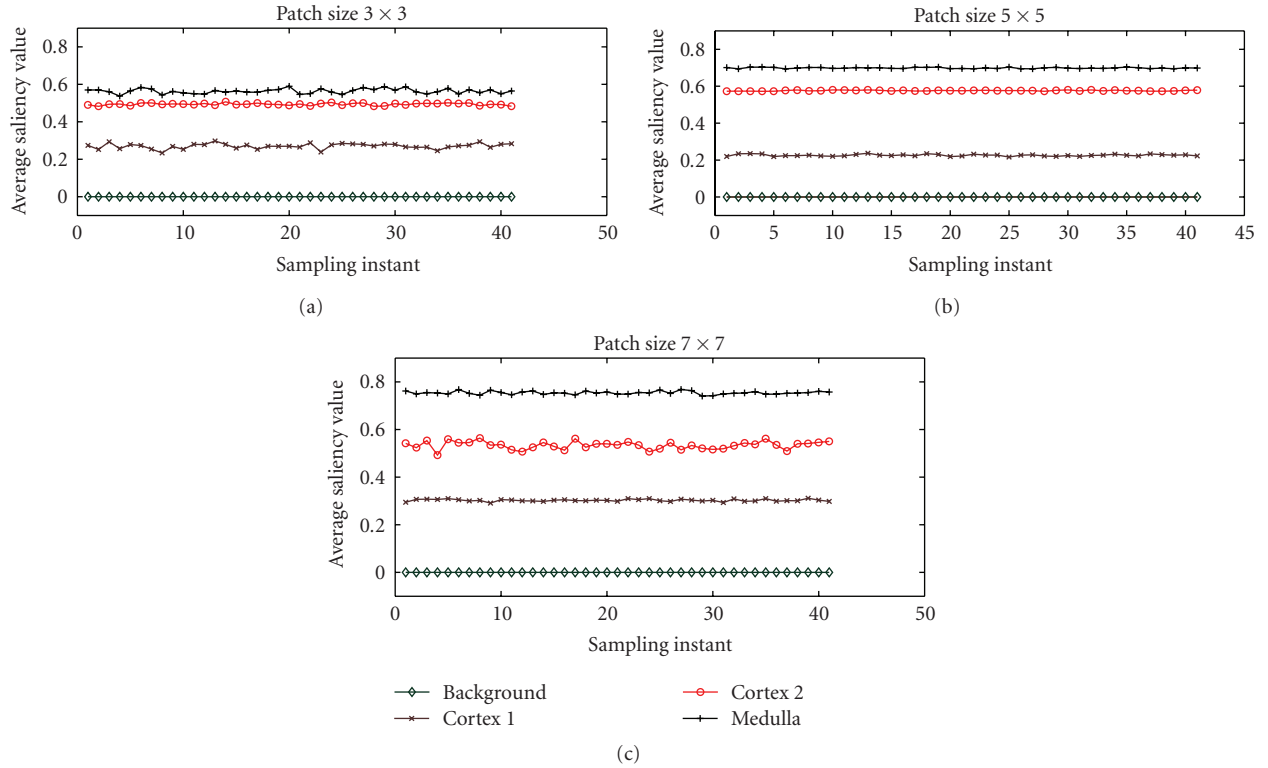 Patch size 3 × 3
Average saliency value
0.8
0.6
0.4
0.2
0
0 10 20 30 40 50
Sampling instant
(a)
Patch size 5 × 5
Average saliency value
0.8
0.6
0.4
0.2
0
0 5 10 15 20 25 30 35 40 45
Sampling instant
(b)
Patch size 7 × 7
Average saliency value
0.8
0.6
0.4
0.2
0
0 10 20 30 40 50
Sampling instant
Background
Cortex 1
Cortex 2
Medulla
(c)